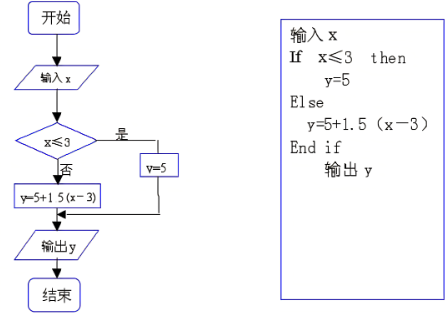 开始
输入 x
x≤3
是
否
y=5
y=5+1 5(x-3)
输出 y
结束
输入 x
If x≤3 then
y=5
Else
y=5+1.5（x-3）
End if
输出 y